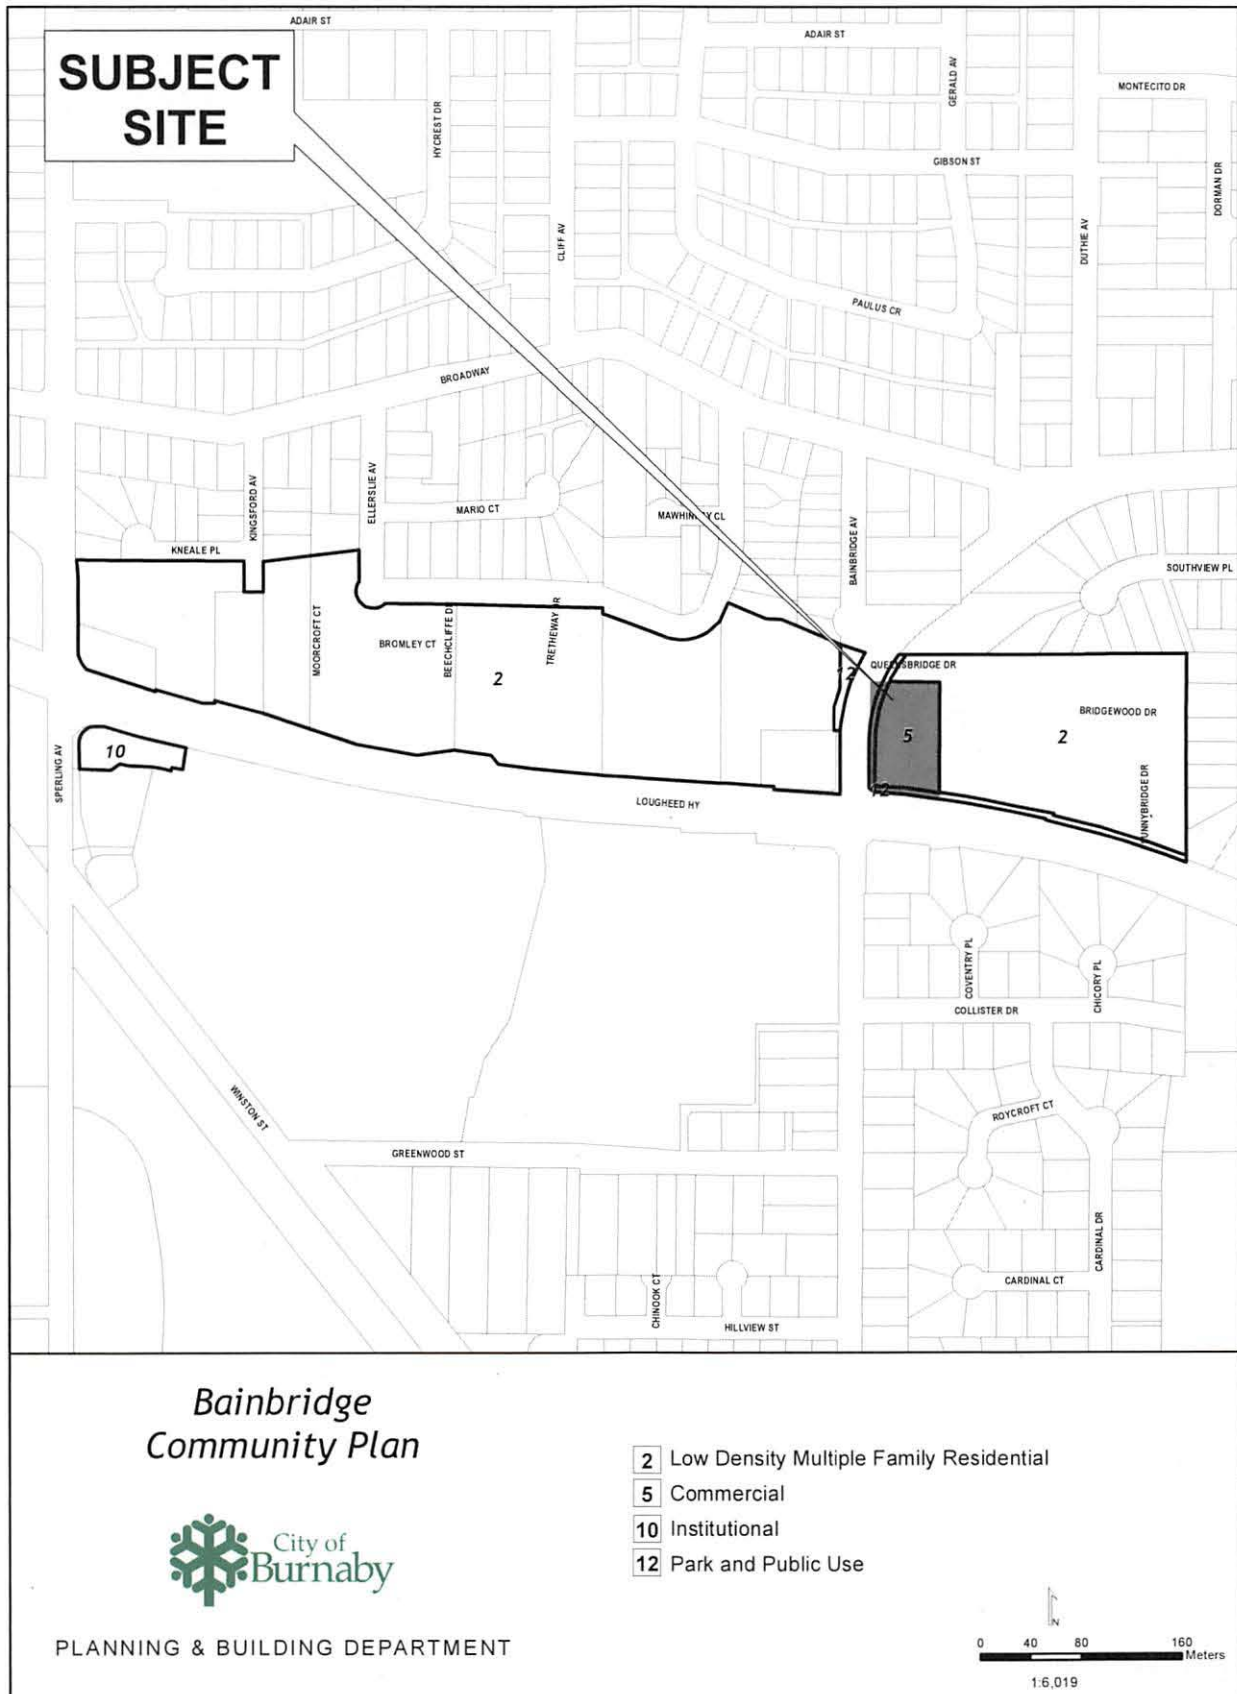 ADAIR ST
ADAIR ST
SUBJECT
SITE
HYCREST DR
GERALD AV
MONTECITO DR
GIBSON ST
DORMAN DR
CLIFF AV
DUTHIE AV
PAULUS CR
BROADWAY
KINGSFORD AV
ELLERSLIE AV
MARIO CT
BAINBRIDGE AV
KNEALE PL
SOUTHVIEW PL
MOORCROFT CT
BROMLEY CT
BEECHCLIFFE DR
TRETHEWAY DR
2
12
BRIDGEWOOD DR
5
2
10
SPERLING AV
12
LOUGHEED HY
COVENTRY PL
CHICORY PL
COLLISTER DR
WINSTON ST
ROYCROFT CT
GREENWOOD ST
CARDINAL DR
CARDINAL CT
CHINOOK CT
HILLVIEW ST
Bainbridge
Community Plan
City of
Burnaby
PLANNING & BUILDING DEPARTMENT
2 Low Density Multiple Family Residential
5 Commercial
10 Institutional
12 Park and Public Use
N
0 40 80 160
Meters
1:6,019